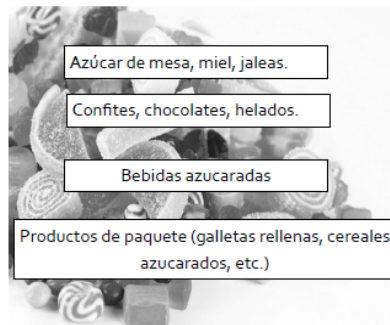 Azúcar de mesa, miel, jaleas.
Confites, chocolates, helados.
Bebidas azucaradas
Productos de paquete (galletas rellenas, cereales
azucarados, etc.)